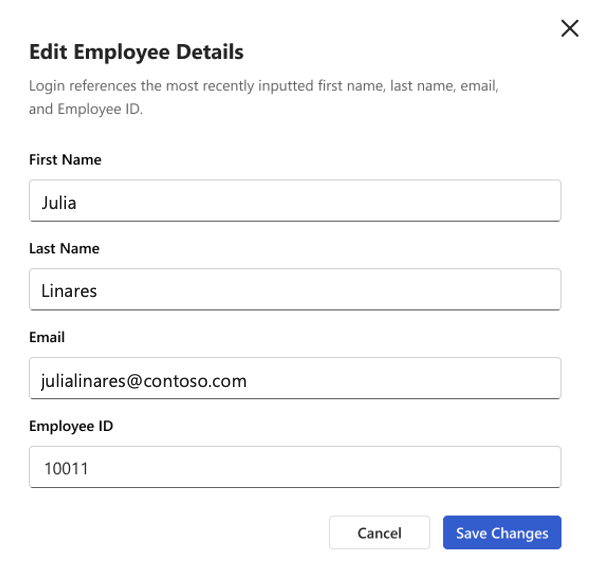 Edit Employee Details
Login references the most recently inputted first name, last name, email,
and Employee ID.
First Name
Julia
Last Name
Linares
Email
julialinares@contoso.com
Employee ID
10011
Cancel
Save Changes